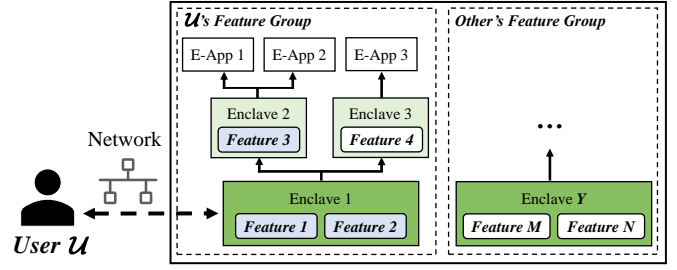 𝒰's Feature Group
Other's Feature Group
E-App 1
E-App 2
E-App 3
Enclave 2
Feature 3
Enclave 3
Feature 4
...
Network
Enclave 1
Feature 1
Feature 2
Enclave Y
Feature M
Feature N
User 𝒰